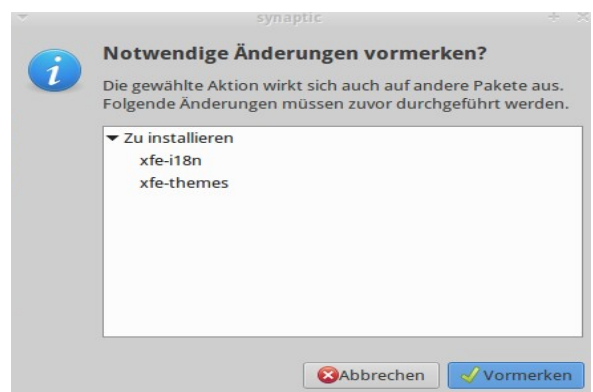 synaptic
Notwendige Änderungen vormerken?
Die gewählte Aktion wirkt sich auch auf andere Pakete aus.
Folgende Änderungen müssen zuvor durchgeführt werden.
Zu installieren
xfe-i18n
xfe-themes
Abbrechen
Vormerken